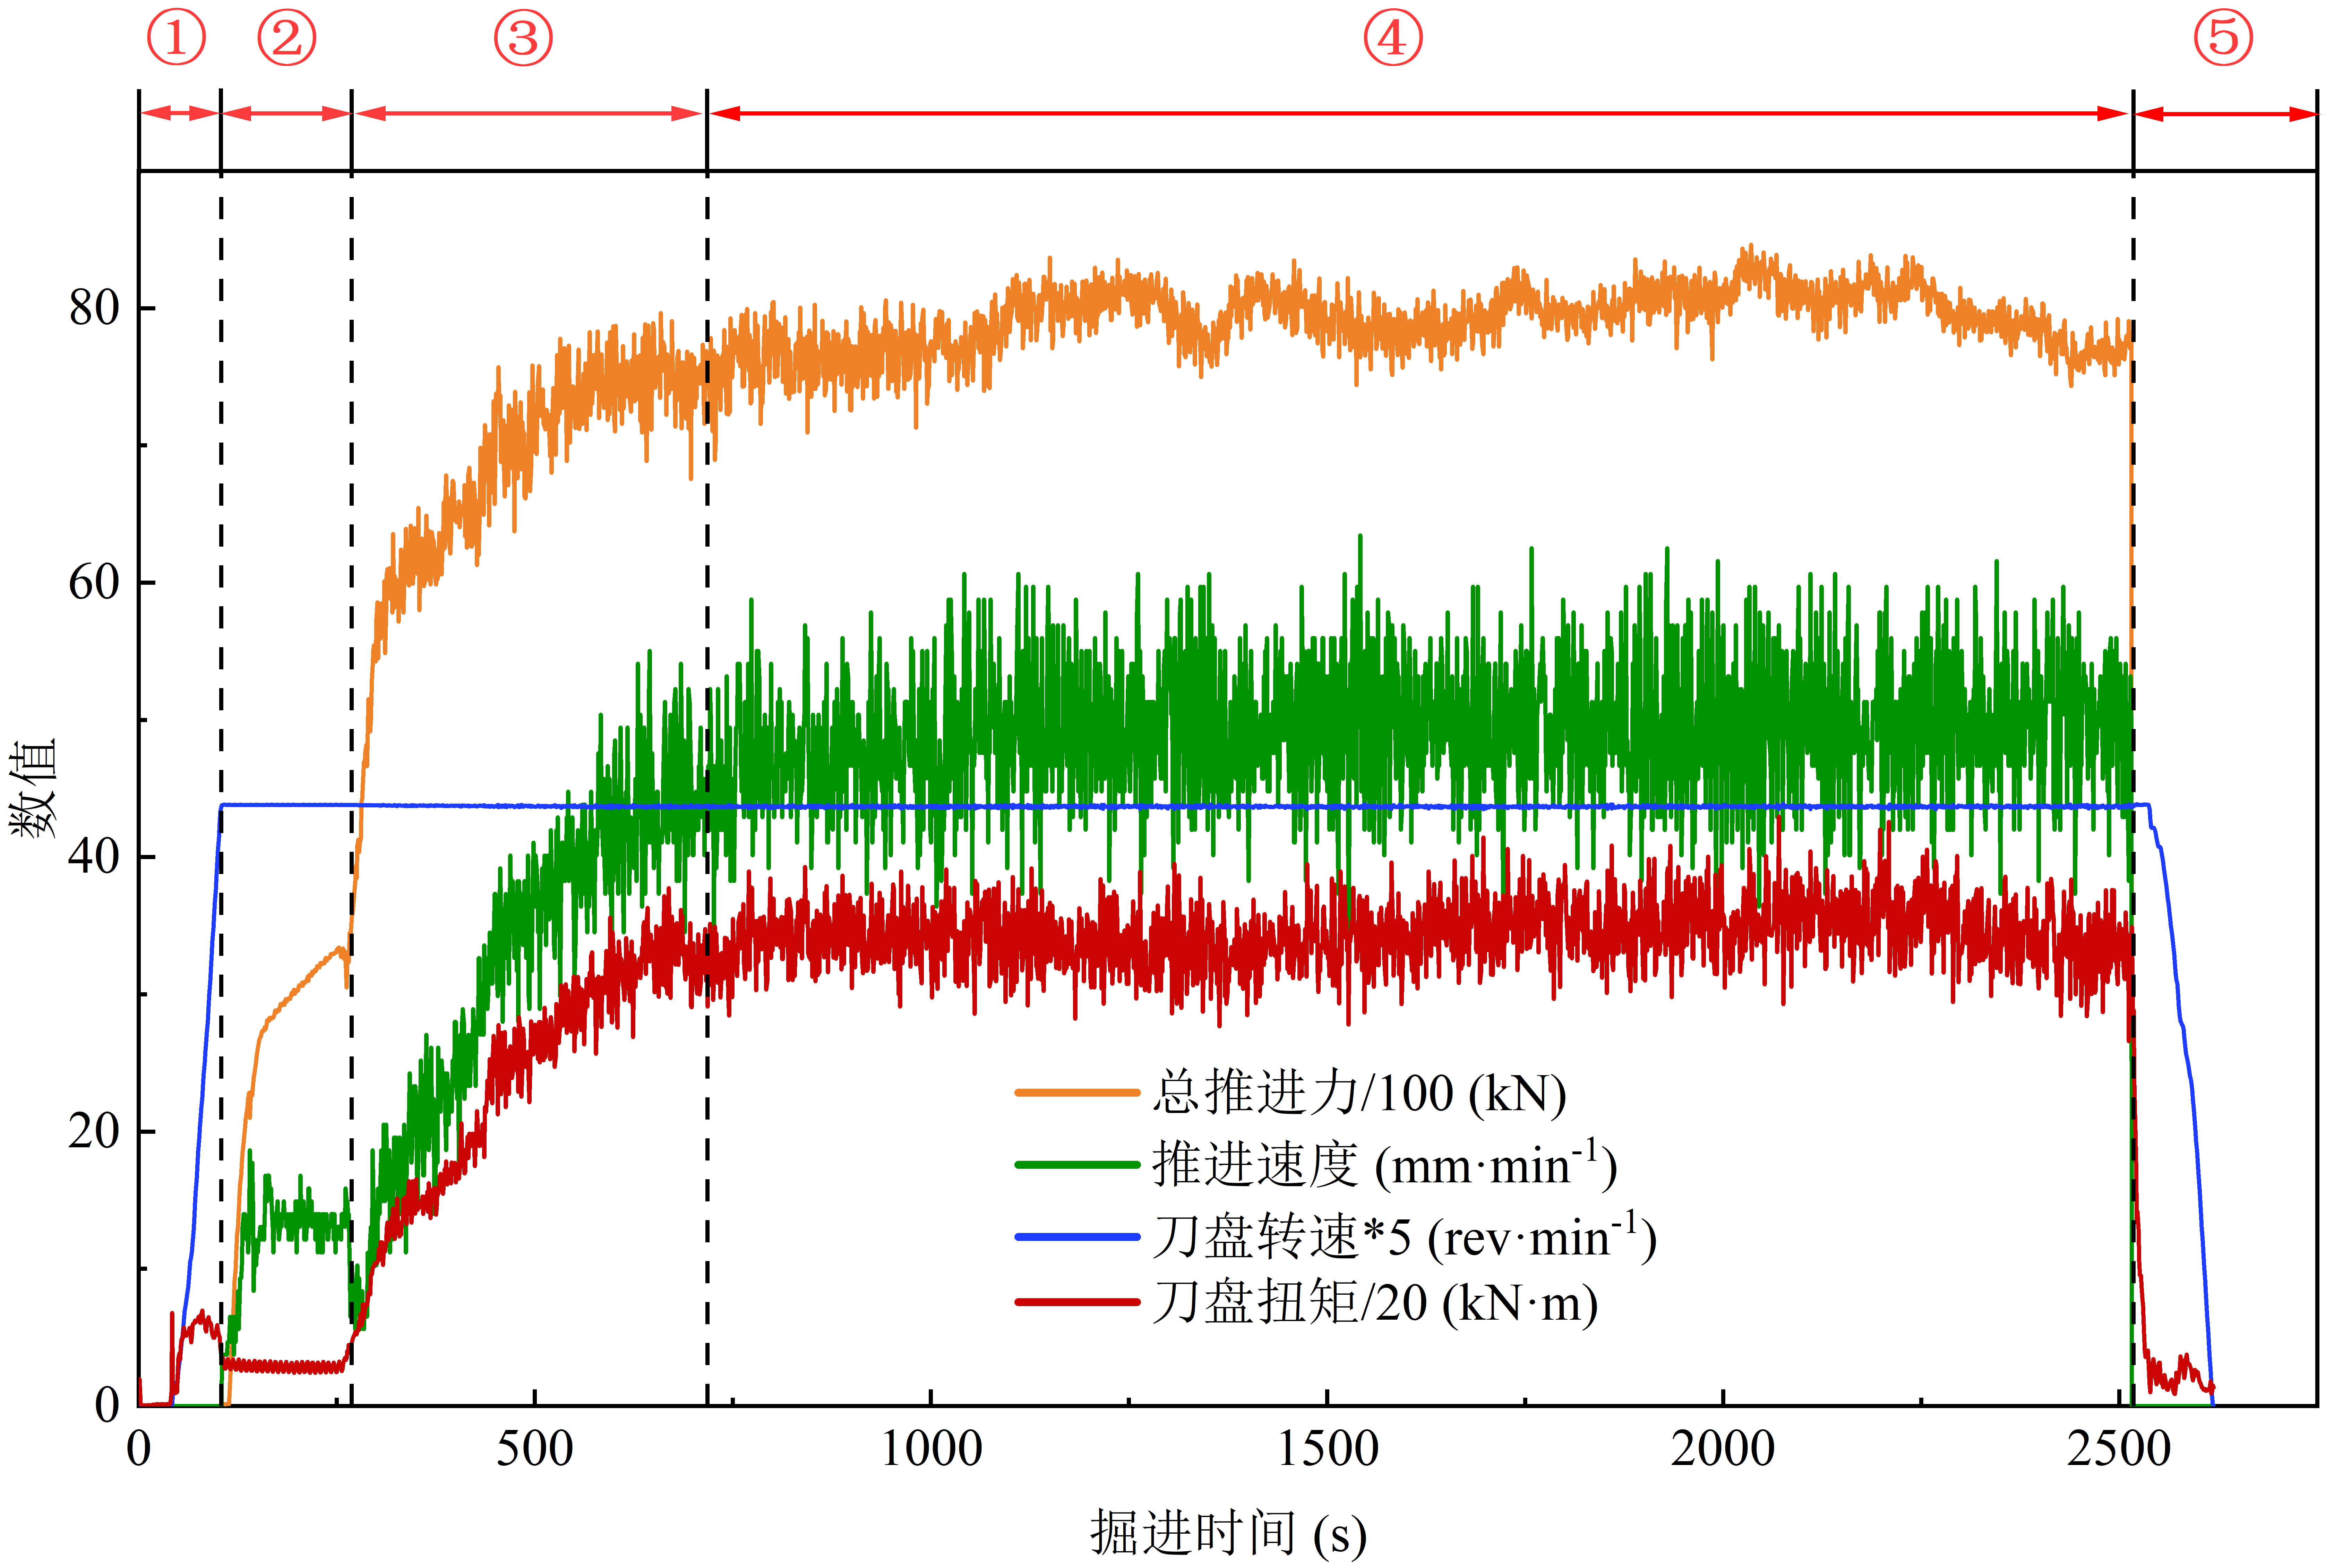 ① ② ③ ④ ⑤
80
60
40
20
0
数值
总推进力/100 (kN)
推进速度 (mm·min⁻¹)
刀盘转速*5 (rev·min⁻¹)
刀盘扭矩/20 (kN·m)
0 500 1000 1500 2000 2500
掘进时间 (s)